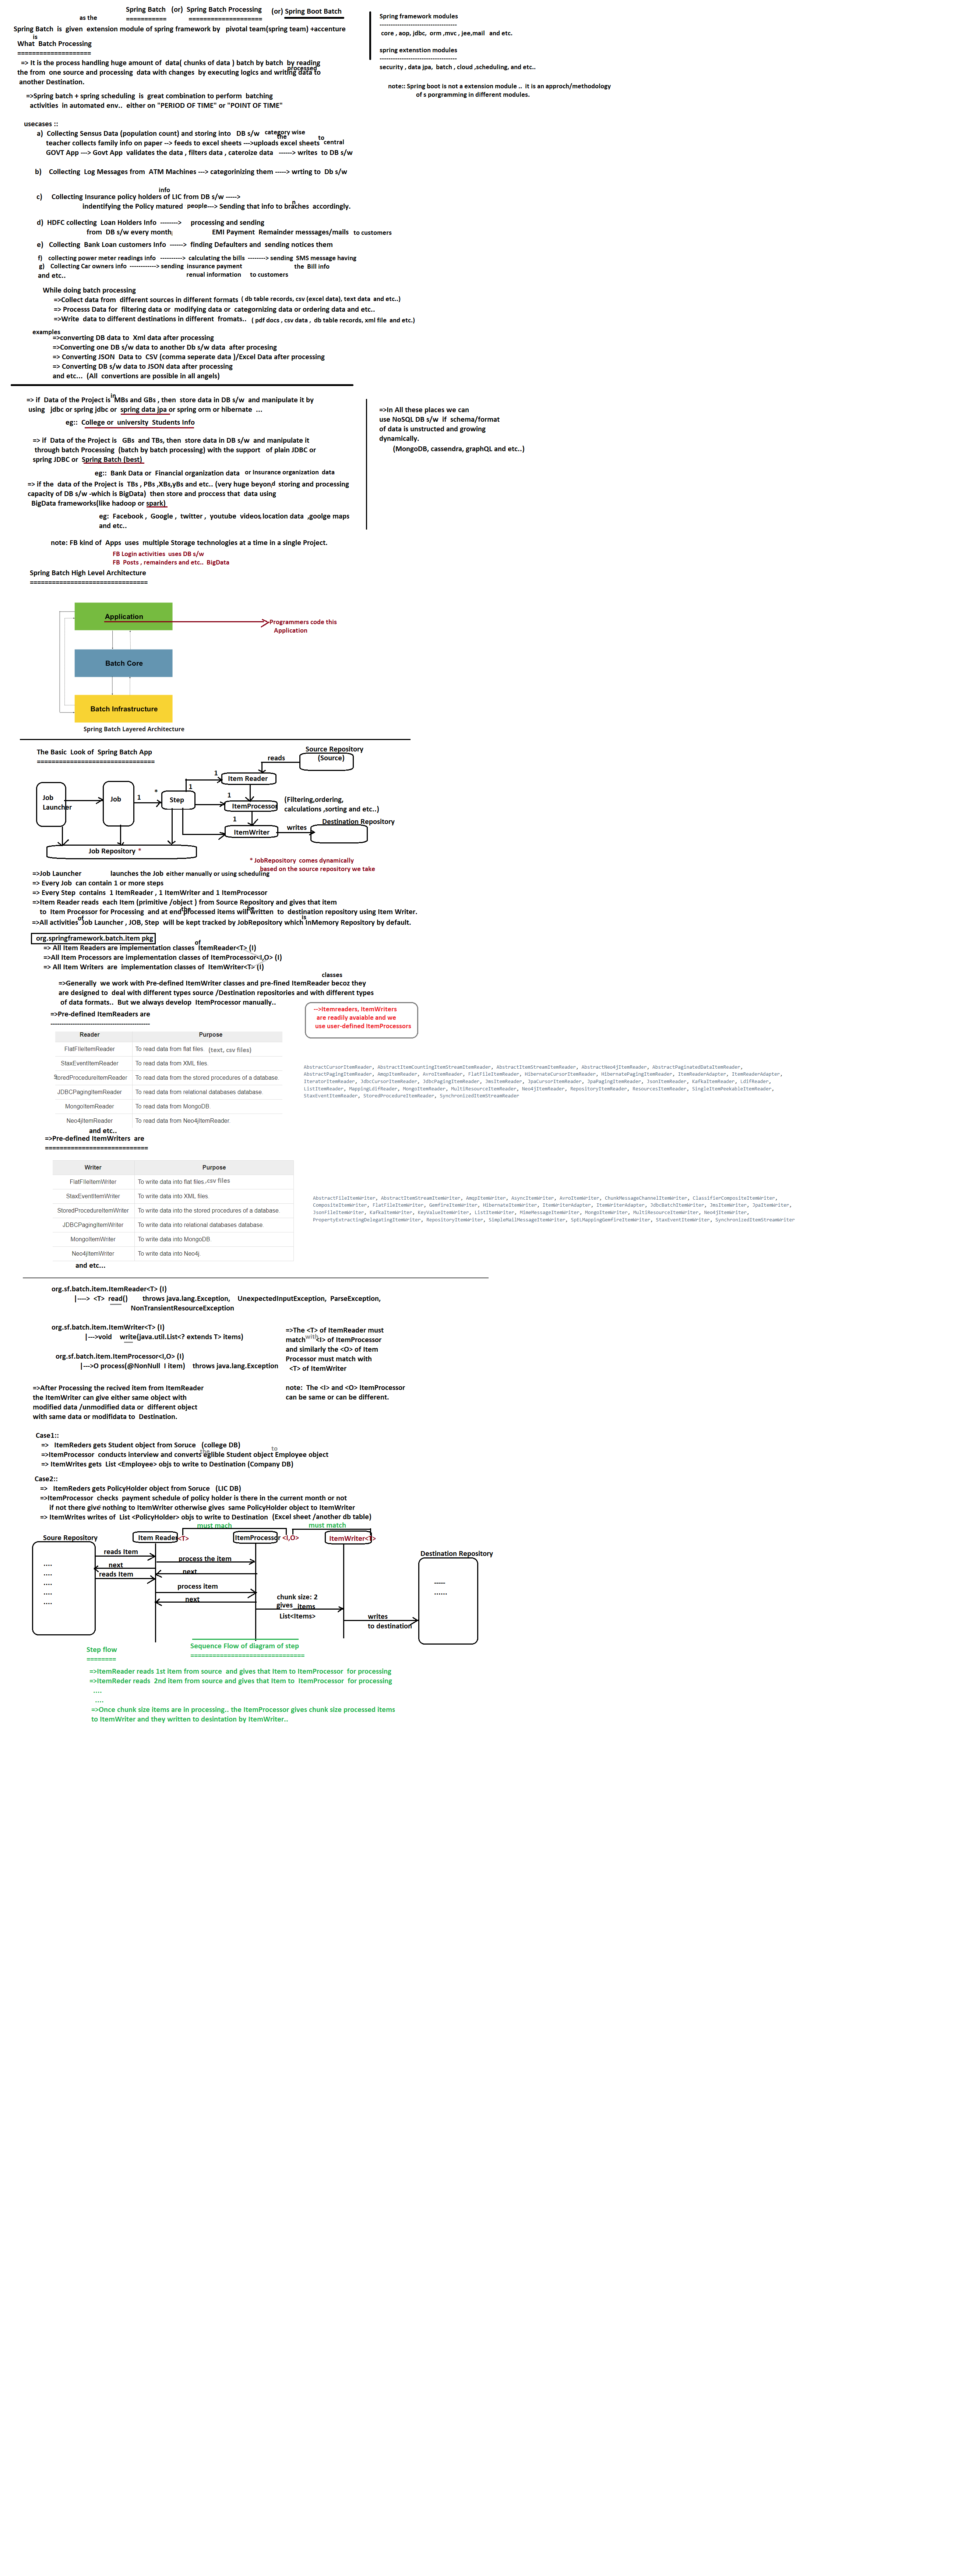 Spring Batch (or) Spring Batch Processing (or) Spring Boot Batch
=========== ====================
as the
Spring Batch is given extension module of spring framework by pivotal team(spring team) +accenture
is
What Batch Processing
====================
=> It is the process handling huge amount of data( chunks of data ) batch by batch by reading
the from one source and processing data with changes by executing logics and writing data to
processed
another Destination.
=>Spring batch + spring scheduling is great combination to perform batching
activities in automated env.. either on "PERIOD OF TIME" or "POINT OF TIME"
Spring framework modules
-----------------------------------
core , aop, jdbc, orm ,mvc , jee,mail and etc.
spring extenstion modules
-----------------------------------
security , data jpa, batch , cloud ,scheduling, and etc..
note:: Spring boot is not a extension module .. it is an approch/methodology
of s porgramming in different modules.
usecases ::
a) Collecting Sensus Data (population count) and storing into DB s/w category wise
teacher collects family info on paper --> feeds to excel sheets --->uploads excel sheets
the to central
GOVT App ---> Govt App validates the data , filters data , cateroize data ------> writes to DB s/w
b) Collecting Log Messages from ATM Machines ---> categorinizing them -----> wrting to Db s/w
info
c) Collecting Insurance policy holders of LIC from DB s/w ----->
indentifying the Policy matured people---> Sending that info to braches accordingly.
n
d) HDFC collecting Loan Holders Info --------> processing and sending
from DB s/w every month EMI Payment Remainder messsages/mails to customers
e) Collecting Bank Loan customers Info ------> finding Defaulters and sending notices them
f) collecting power meter readings info ----------> calculating the bills --------> sending SMS message having
the Bill info
g) Collecting Car owners info ------------> sending insurance payment
renual information to customers
and etc..
While doing batch processing
=>Collect data from different sources in different formats ( db table records, csv (excel data), text data and etc..)
=> Processs Data for filtering data or modifying data or categornizing data or ordering data and etc..
=>Write data to different destinations in different fromats.. ( pdf docs , csv data , db table records, xml file and etc.)
examples
=>converting DB data to Xml data after processing
=>Converting one DB s/w data to another Db s/w data after procesing
=> Converting JSON Data to CSV (comma seperate data )/Excel Data after processing
=> Converting DB s/w data to JSON data after processing
and etc... (All convertions are possible in all angels)
in
=> if Data of the Project is MBs and GBs , then store data in DB s/w and manipulate it by
using jdbc or spring jdbc or spring data jpa or spring orm or hibernate ...
eg:: College or university Students Info
=> if Data of the Project is GBs and TBs, then store data in DB s/w and manipulate it
through batch Processing (batch by batch processing) with the support of plain JDBC or
spring JDBC or Spring Batch (best)
eg:: Bank Data or Financial organization data or Insurance organization data
=> if the data of the Project is TBs , PBs ,XBs,yBs and etc.. (very huge beyond storing and processing
capacity of DB s/w -which is BigData) then store and proccess that data using
BigData frameworks(like hadoop or spark)
eg: Facebook , Google , twitter , youtube videos,location data ,goolge maps
and etc..
=>In All these places we can
use NoSQL DB s/w if schema/format
of data is unstructed and growing
dynamically.
(MongoDB, cassendra, graphQL and etc..)
note: FB kind of Apps uses multiple Storage technologies at a time in a single Project.
FB Login activities uses DB s/w
FB Posts , remainders and etc.. BigData
Spring Batch High Level Architecture
================================
Application
Programmers code this
Application
Batch Core
Batch Infrastructure
Spring Batch Layered Architecture
The Basic Look of Spring Batch App
================================
Source Repository
(Source)
reads
Job
Launcher
Job
1
*
Step
1
1
Item Reader
1
ItemProcessor
(Filtering,ordering,
calculations ,sorting and etc..)
1
ItemWriter
writes
Destination Repository
Job Repository *
* JobRepository comes dynamically
based on the source repository we take
=>Job Launcher launches the Job either manually or using scheduling
=> Every Job can contain 1 or more steps
=> Every Step contains 1 ItemReader , 1 ItemWriter and 1 ItemProcessor
=>Item Reader reads each Item (primitive /object ) from Source Repository and gives that item
to Item Processor for Processing and at end processed items will written to destination repository using Item Writer.
the be
=>All activities Job Launcher , JOB, Step will be kept tracked by JobRepository which InMemory Repository by default.
of is
org.springframework.batch.item pkg
=> All Item Readers are implementation classes ItemReader<T> (I)
of
=>All Item Processors are implementation classes of ItemProcessor<I,O> (I)
=> All Item Writers are implementation classes of ItemWriter<T> (I)
classes
=>Generally we work with Pre-defined ItemWriter classes and pre-fined ItemReader becoz they
are designed to deal with different types source /Destination repositories and with different types
of data formats.. But we always develop ItemProcessor manually..
-->Itemreaders, ItemWriters
are readily avaiable and we
use user-defined ItemProcessors
=>Pre-defined ItemReaders are
---------------------------------------------
Reader Purpose
FlatFIleItemReader To read data from flat files. (text, csv files)
StaxEventItemReader To read data from XML files.
StoredProcedureItemReader To read data from the stored procedures of a database.
JDBCPagingItemReader To read data from relational databases database.
MongoItemReader To read data from MongoDB.
Neo4jItemReader To read data from Neo4jItemReader.
and etc..
AbstractCursorItemReader, AbstractItemCountingItemStreamItemReader, AbstractItemStreamItemReader, AbstractNeo4jItemReader, AbstractPaginatedDataItemReader,
AbstractPagingItemReader, AmqpItemReader, AvroItemReader, FlatFileItemReader, HibernateCursorItemReader, HibernatePagingItemReader, ItemReaderAdapter, ItemReaderAdapter,
IteratorItemReader, JdbcCursorItemReader, JdbcPagingItemReader, JmsItemReader, JpaCursorItemReader, JpaPagingItemReader, JsonItemReader, KafkaItemReader, LdifReader,
ListItemReader, MappingLdifReader, MongoItemReader, MultiResourceItemReader, Neo4jItemReader, RepositoryItemReader, ResourcesItemReader, SingleItemPeekableItemReader,
StaxEventItemReader, StoredProcedureItemReader, SynchronizedItemStreamReader
=>Pre-defined ItemWriters are
============================
Writer Purpose
FlatFIleItemWriter To write data into flat files.,csv files
StaxEventItemWriter To write data into XML files.
StoredProcedureItemWriter To write data into the stored procedures of a database.
JDBCPagingItemWriter To write data into relational databases database.
MongoItemWriter To write data into MongoDB.
Neo4jItemWriter To write data into Neo4j.
and etc...
AbstractFileItemWriter, AbstractItemStreamItemWriter, AmqpItemWriter, AsyncItemWriter, AvroItemWriter, ChunkMessageChannelItemWriter, ClassifierCompositeItemWriter,
CompositeItemWriter, FlatFileItemWriter, GemfireItemWriter, HibernateItemWriter, ItemWriterAdapter, ItemWriterAdapter, JdbcBatchItemWriter, JmsItemWriter, JpaItemWriter,
JsonFileItemWriter, KafkaItemWriter, KeyValueItemWriter, ListItemWriter, MimeMessageItemWriter, MongoItemWriter, MultiResourceItemWriter, Neo4jItemWriter,
PropertyExtractingDelegatingItemWriter, RepositoryItemWriter, SimpleMailMessageItemWriter, SpELMappingGemfireItemWriter, StaxEventItemWriter, SynchronizedItemStreamWriter
org.sf.batch.item.ItemReader<T> (I)
|----> <T> read() throws java.lang.Exception, UnexpectedInputException, ParseException,
NonTransientResourceException
org.sf.batch.item.ItemWriter<T> (I)
|--->void write(java.util.List<? extends T> items)
org.sf.batch.item.ItemProcessor<I,O> (I)
|--->O process(@NonNull I item) throws java.lang.Exception
=>The <T> of ItemReader must
match with <I> of ItemProcessor
and similarly the <O> of Item
Processor must match with
<T> of ItemWriter
note: The <I> and <O> ItemProcessor
can be same or can be different.
=>After Processing the recived item from ItemReader
the ItemWriter can give either same object with
modified data /unmodified data or different object
with same data or modifidata to Destination.
Case1::
=> ItemReders gets Student object from Soruce (college DB)
=>ItemProcessor conducts interview and converts eglible Student object Employee object
the to
=> ItemWrites gets List <Employee> objs to write to Destination (Company DB)
Case2::
=> ItemReders gets PolicyHolder object from Soruce (LIC DB)
=>ItemProcessor checks payment schedule of policy holder is there in the current month or not
if not there give nothing to ItemWriter otherwise gives same PolicyHolder object to ItemWriter
=> ItemWrites writes of List <PolicyHolder> objs to write to Destination (Excel sheet /another db table)
must mach must match
Soure Repository
Item Reader<T>
ItemProcessor <I,O>
ItemWriter<T>
Destination Repository
reads Item
next
reads Item
process the item
next
process item
next
chunk size: 2
gives items
List<Items>
writes
to destination
....
....
....
....
....
-----
......
Step flow
========
Sequence Flow of diagram of step
===============================
=>ItemReader reads 1st item from source and gives that Item to ItemProcessor for processing
=>ItemReder reads 2nd item from source and gives that Item to ItemProcessor for processing
....
....
=>Once chunk size items are in processing.. the ItemProcessor gives chunk size processed items
to ItemWriter and they written to desintation by ItemWriter..